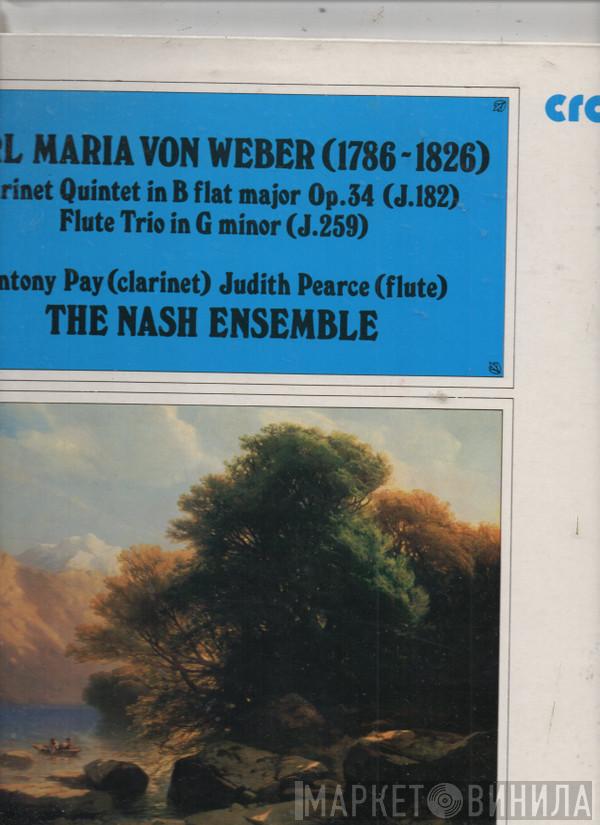 cro
RL MARIA VON WEBER (1786-1826)
rinet Quintet in B flat major Op.34 (J.182)
Flute Trio in G minor (J.259)
ntony Pay (clarinet) Judith Pearce (flute)
THE NASH ENSEMBLE
МАРКЕТ ВИНИЛА